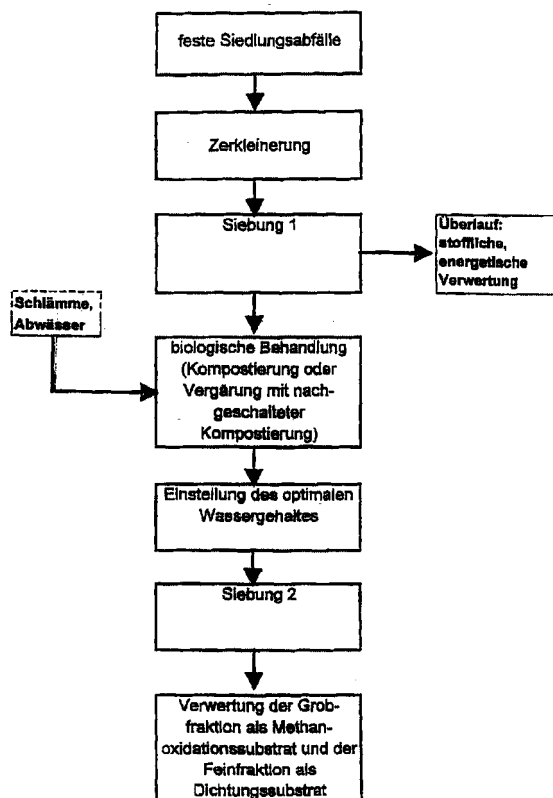 feste Siedlungsabfälle
Zerkleinerung
Siebung 1
Überlauf:
stoffliche,
energetische
Verwertung
Schlämme,
Abwässer
biologische Behandlung
(Kompostierung oder
Vergärung mit nach-
geschalteter
Kompostierung)
Einstellung des optimalen
Wassergehaltes
Siebung 2
Verwertung der Grob-
fraktion als Methan-
oxidationssubstrat und der
Feinfraktion als
Dichtungssubstrat